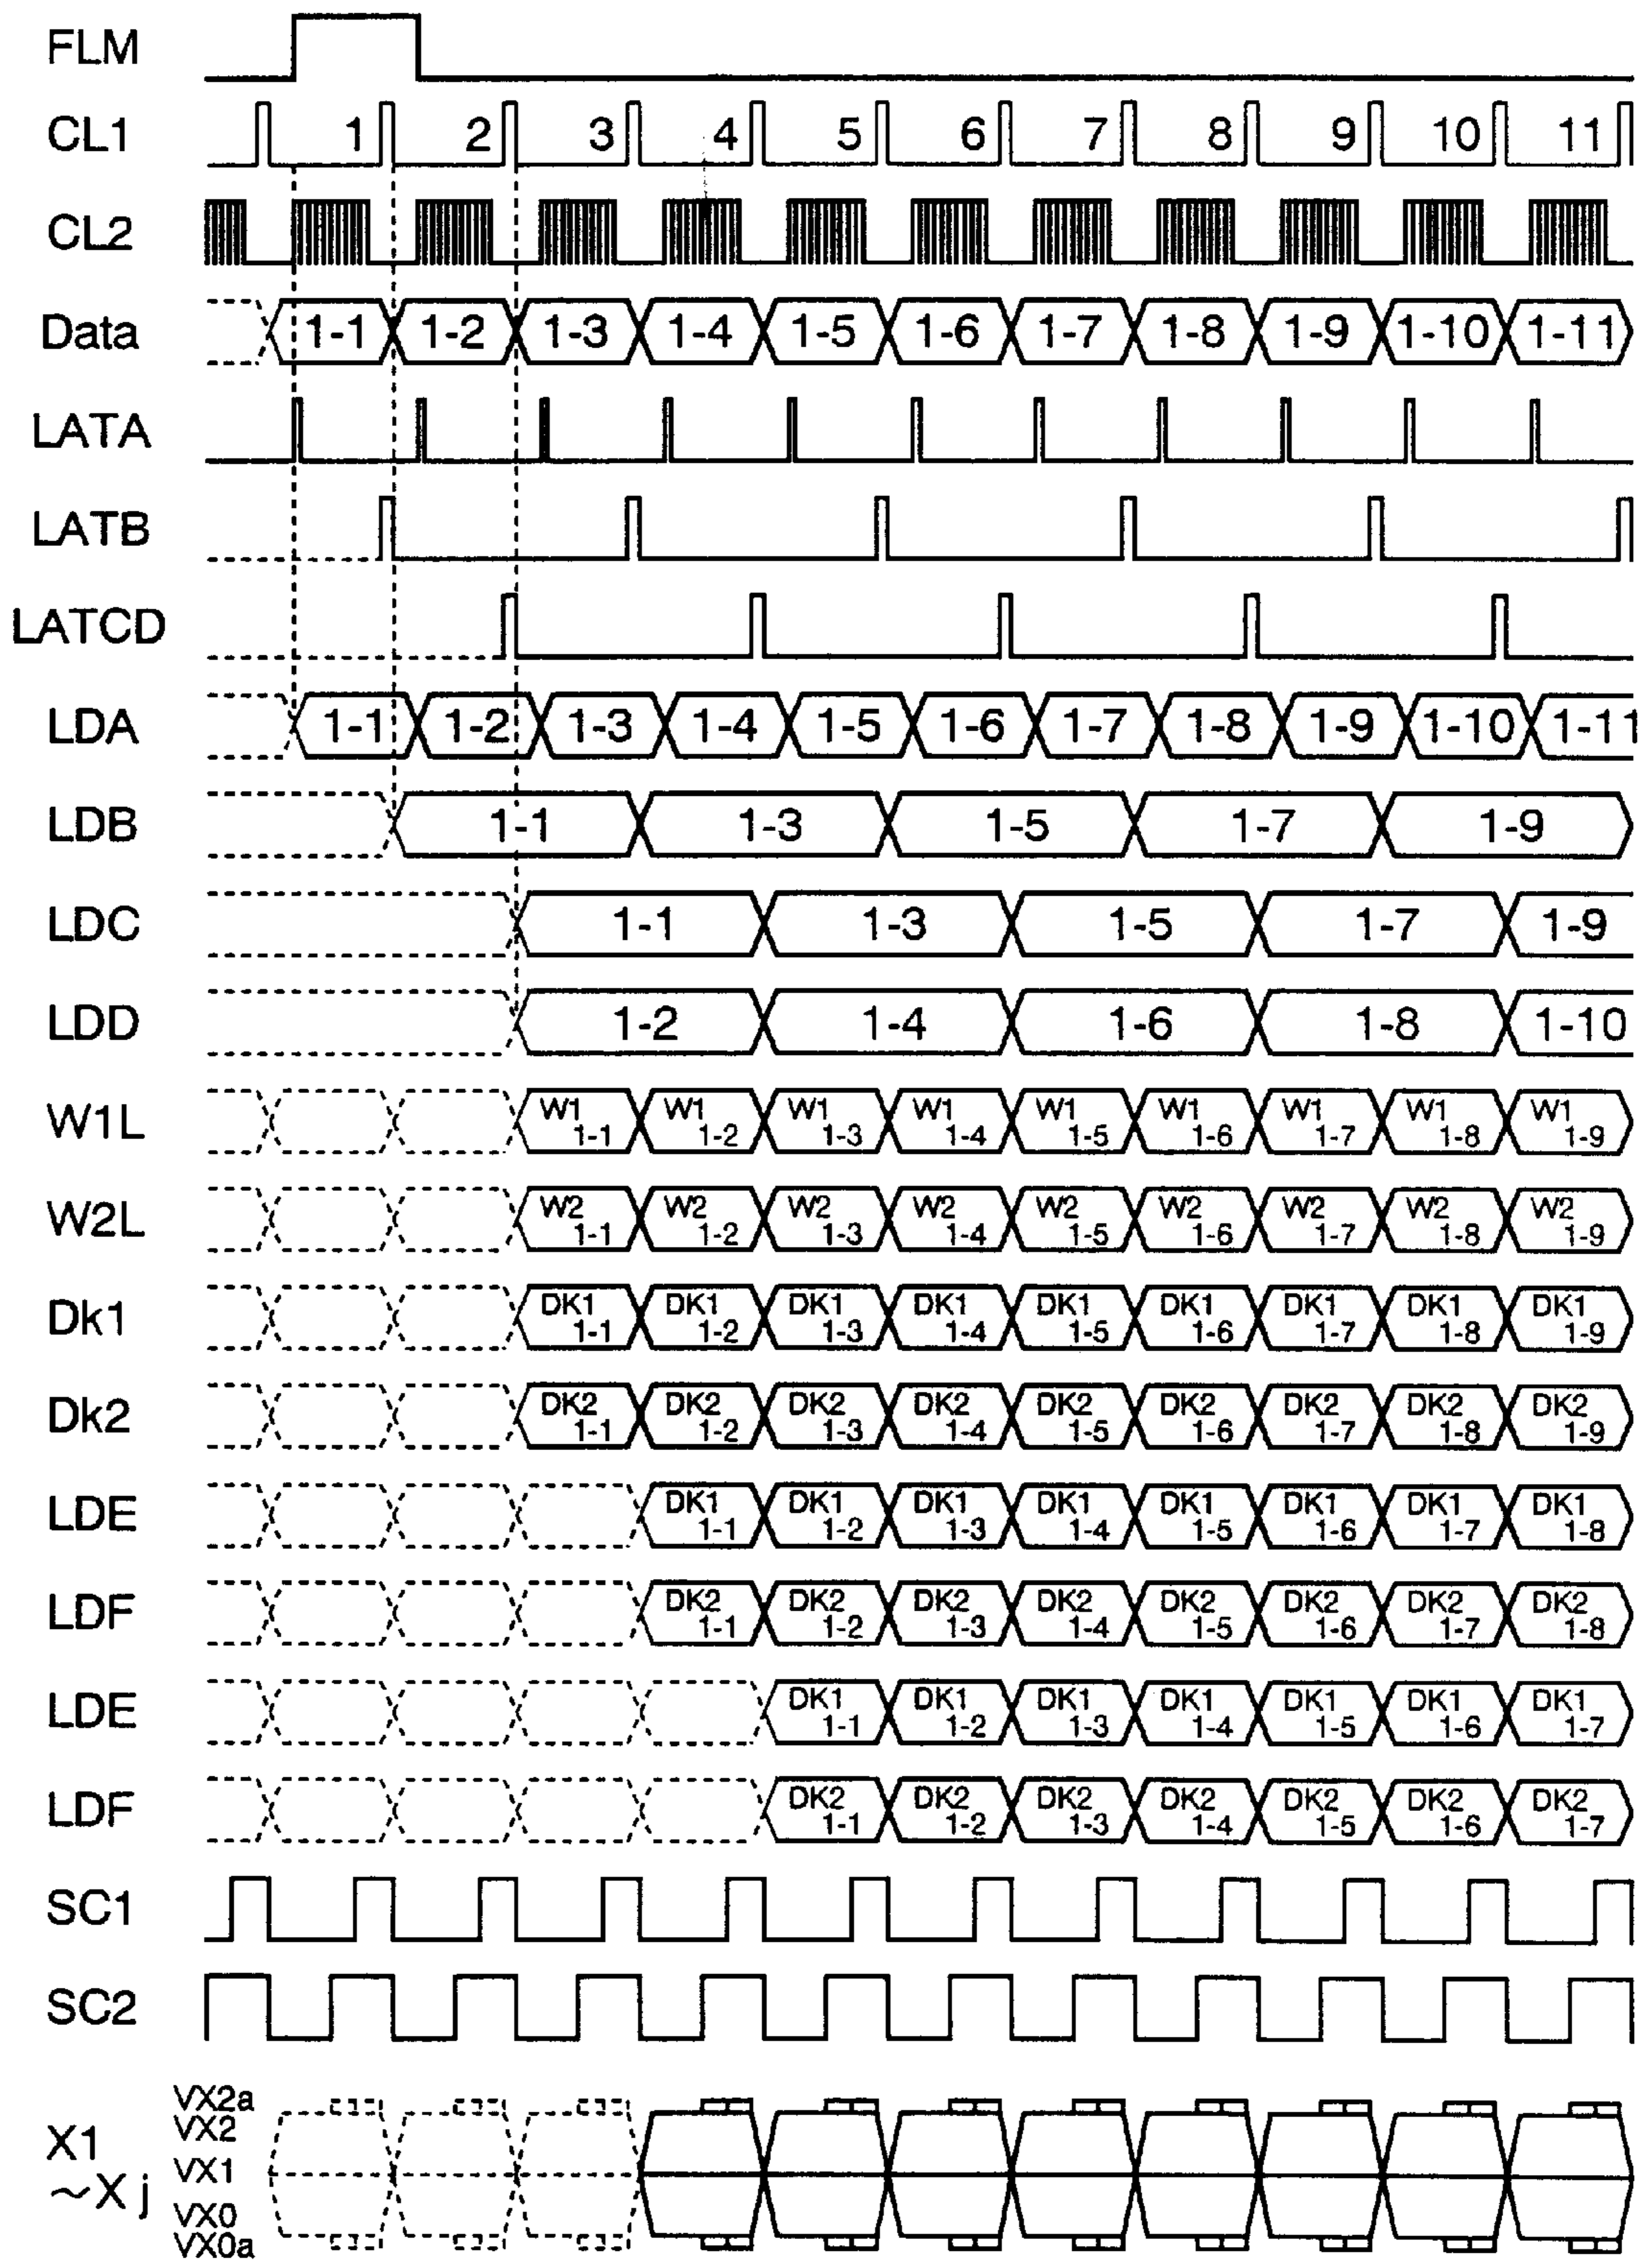 FLM
CL1 1 2 3 4 5 6 7 8 9 10 11
CL2
Data 1-1 1-2 1-3 1-4 1-5 1-6 1-7 1-8 1-9 1-10 1-11
LATA
LATB
LATCD
LDA 1-1 1-2 1-3 1-4 1-5 1-6 1-7 1-8 1-9 1-10 1-11
LDB 1-1 1-3 1-5 1-7 1-9
LDC 1-1 1-3 1-5 1-7 1-9
LDD 1-2 1-4 1-6 1-8 1-10
W1L W1 1-1 W1 1-2 W1 1-3 W1 1-4 W1 1-5 W1 1-6 W1 1-7 W1 1-8 W1 1-9
W2L W2 1-1 W2 1-2 W2 1-3 W2 1-4 W2 1-5 W2 1-6 W2 1-7 W2 1-8 W2 1-9
Dk1 DK1 1-1 DK1 1-2 DK1 1-3 DK1 1-4 DK1 1-5 DK1 1-6 DK1 1-7 DK1 1-8 DK1 1-9
Dk2 DK2 1-1 DK2 1-2 DK2 1-3 DK2 1-4 DK2 1-5 DK2 1-6 DK2 1-7 DK2 1-8 DK2 1-9
LDE DK1 1-1 DK1 1-2 DK1 1-3 DK1 1-4 DK1 1-5 DK1 1-6 DK1 1-7 DK1 1-8
LDF DK2 1-1 DK2 1-2 DK2 1-3 DK2 1-4 DK2 1-5 DK2 1-6 DK2 1-7 DK2 1-8
LDE DK1 1-1 DK1 1-2 DK1 1-3 DK1 1-4 DK1 1-5 DK1 1-6 DK1 1-7
LDF DK2 1-1 DK2 1-2 DK2 1-3 DK2 1-4 DK2 1-5 DK2 1-6 DK2 1-7
SC1
SC2
X1
~Xj
VX2a
VX2
VX1
VX0
VX0a